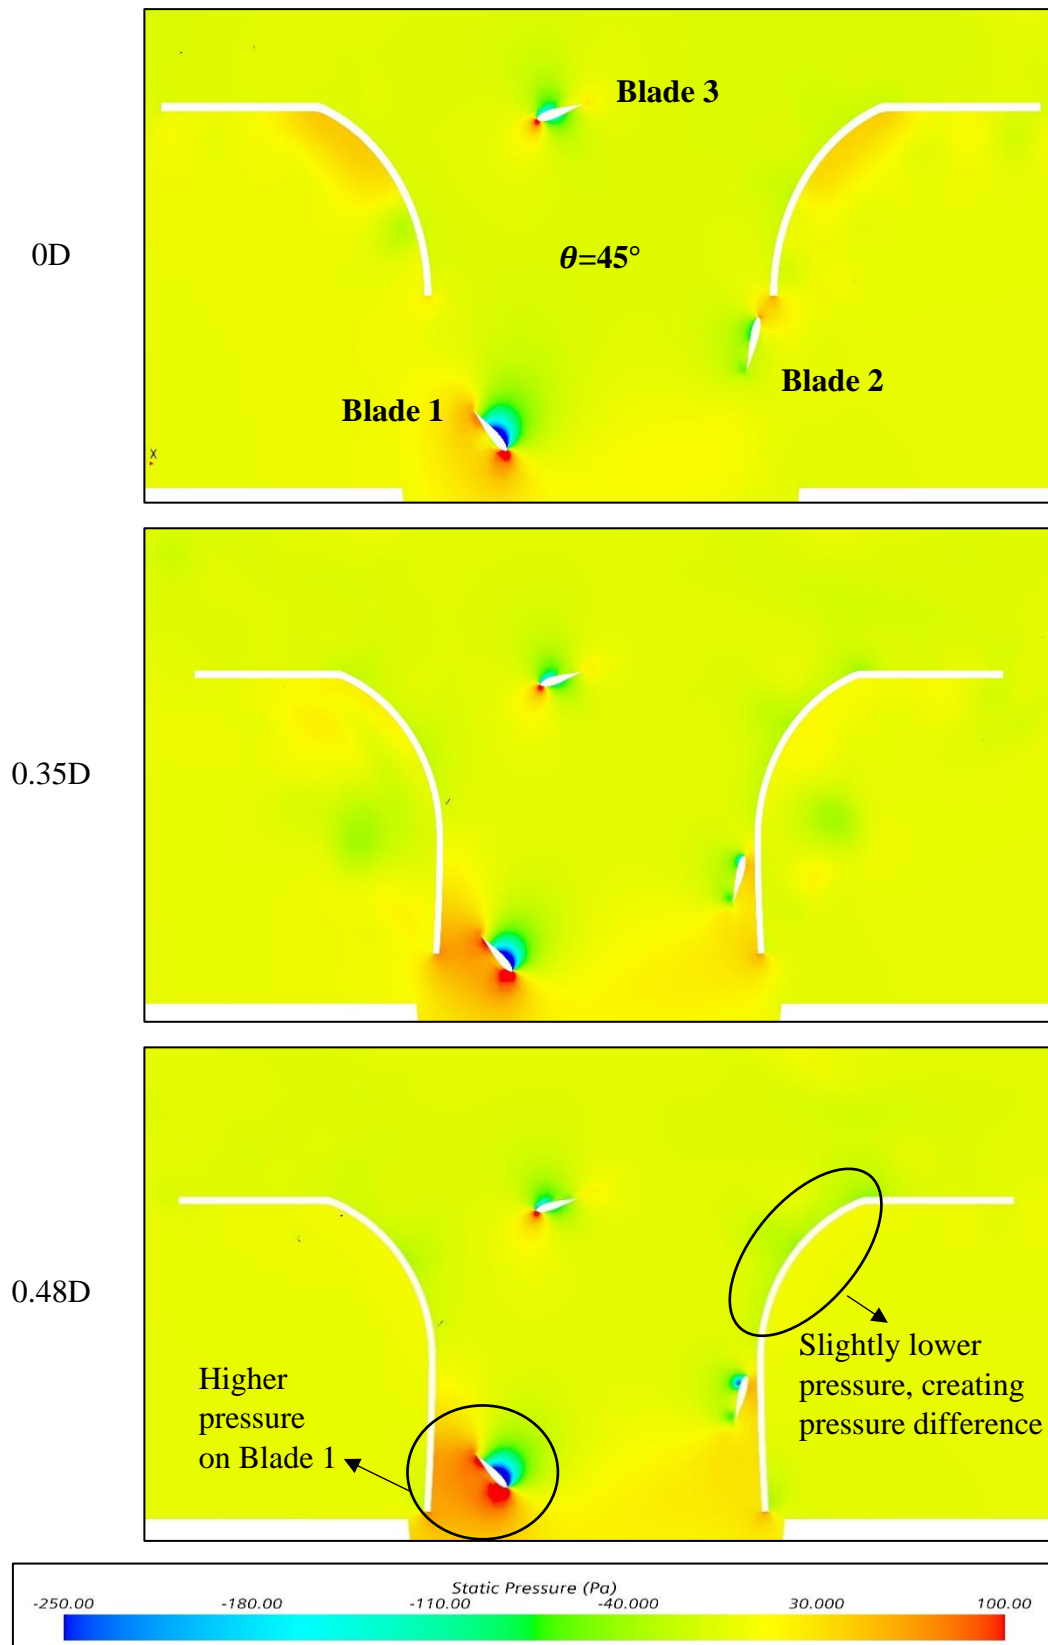 0D
Blade 3
θ=45°
Blade 2
Blade 1
X
0.35D
0.48D
Higher
pressure
on Blade 1
Slightly lower
pressure, creating
pressure difference
Static Pressure (Pa)
-250.00 -180.00 -110.00 -40.000 30.000 100.00